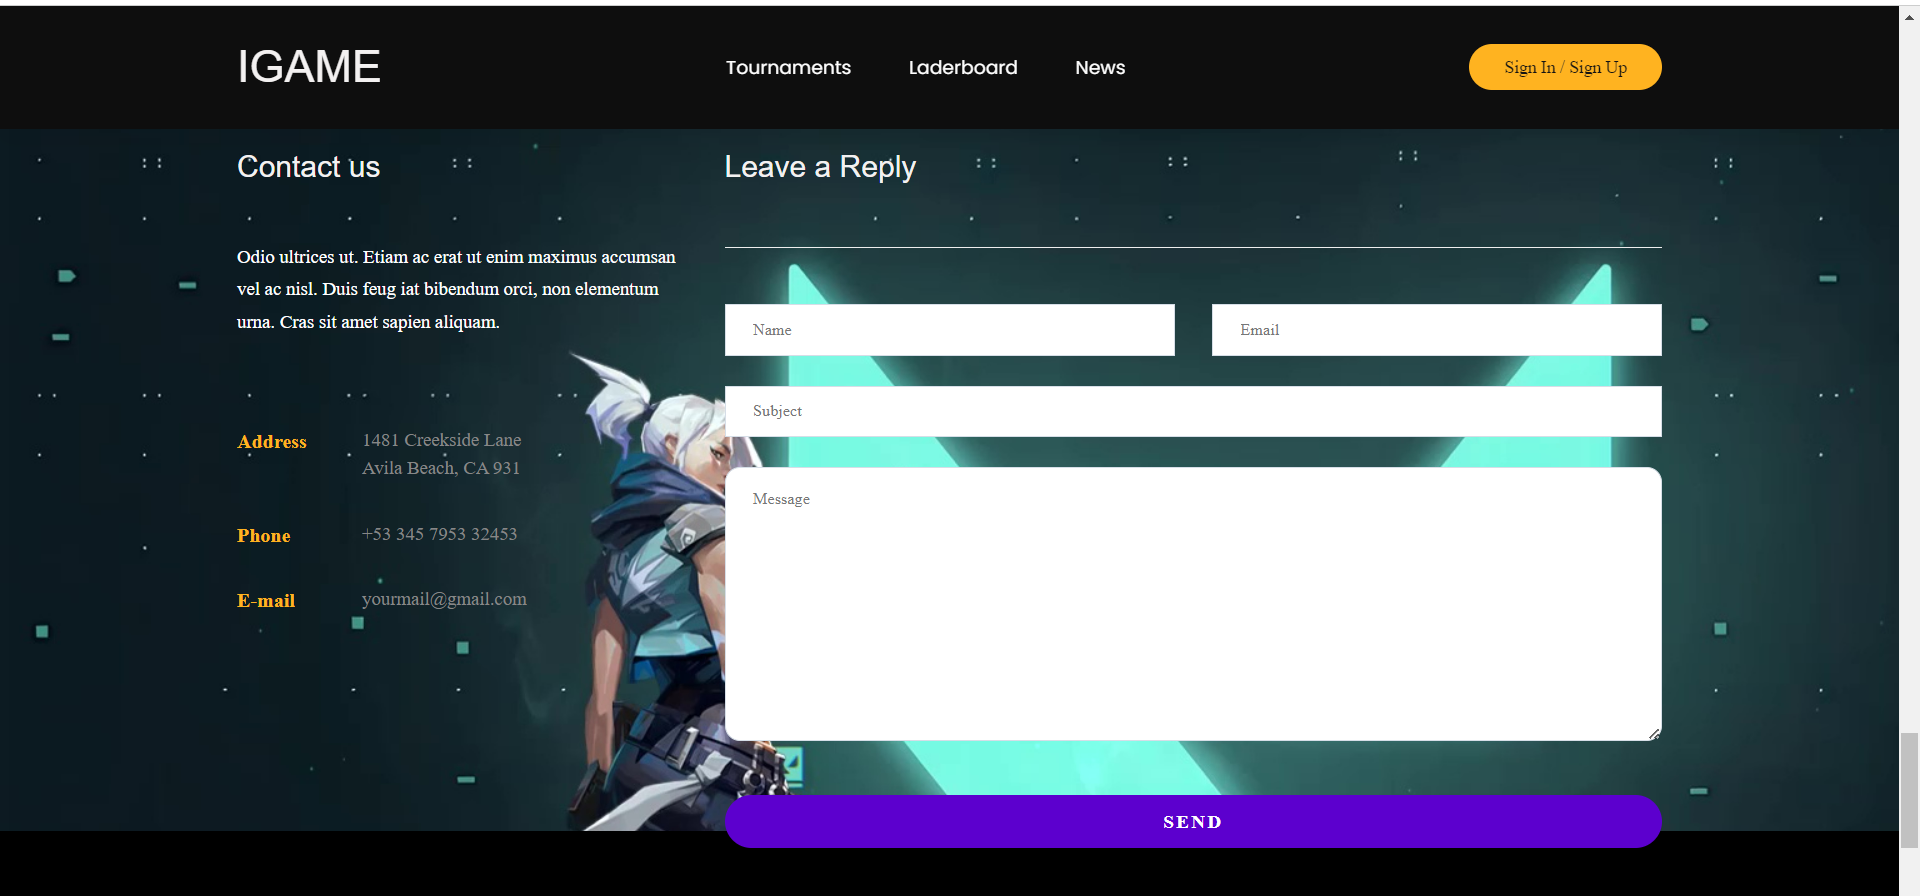 IGAME
Tournaments
Laderboard
News
Sign In / Sign Up
Contact us
Odio ultrices ut. Etiam ac erat ut enim maximus accumsan
vel ac nisl. Duis feug iat bibendum orci, non elementum
urna. Cras sit amet sapien aliquam.
Address
1481 Creekside Lane
Avila Beach, CA 931
Phone
+53 345 7953 32453
E-mail
yourmail@gmail.com
Leave a Reply
Name
Email
Subject
Message
SEND